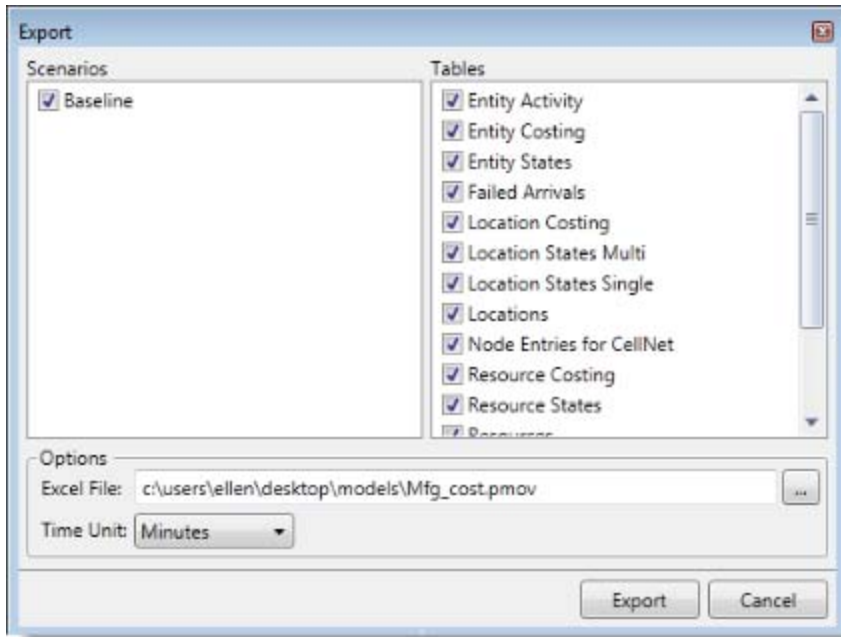 Export
Scenarios
Baseline
Tables
Entity Activity
Entity Costing
Entity States
Failed Arrivals
Location Costing
Location States Multi
Location States Single
Locations
Node Entries for CellNet
Resource Costing
Resource States
Resources
Options
Excel File: c:\users\ellen\desktop\models\Mfg_cost.pmov ...
Time Unit: Minutes
Export Cancel